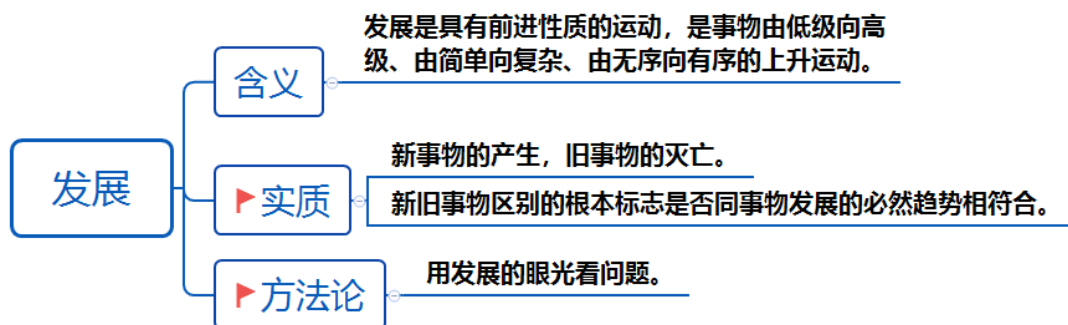 发展是具有前进性质的运动，是事物由低级向高
级、由简单向复杂、由无序向有序的上升运动。
含义
新事物的产生，旧事物的灭亡。
发展
实质
新旧事物区别的根本标志是否同事物发展的必然趋势相符合。
用发展的眼光看问题。
方法论